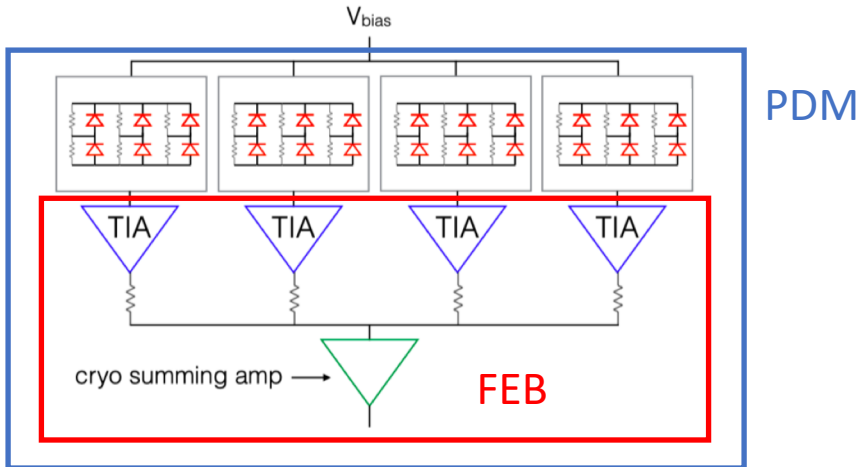 Vbias
PDM
TIA TIA TIA TIA
cryo summing amp
FEB